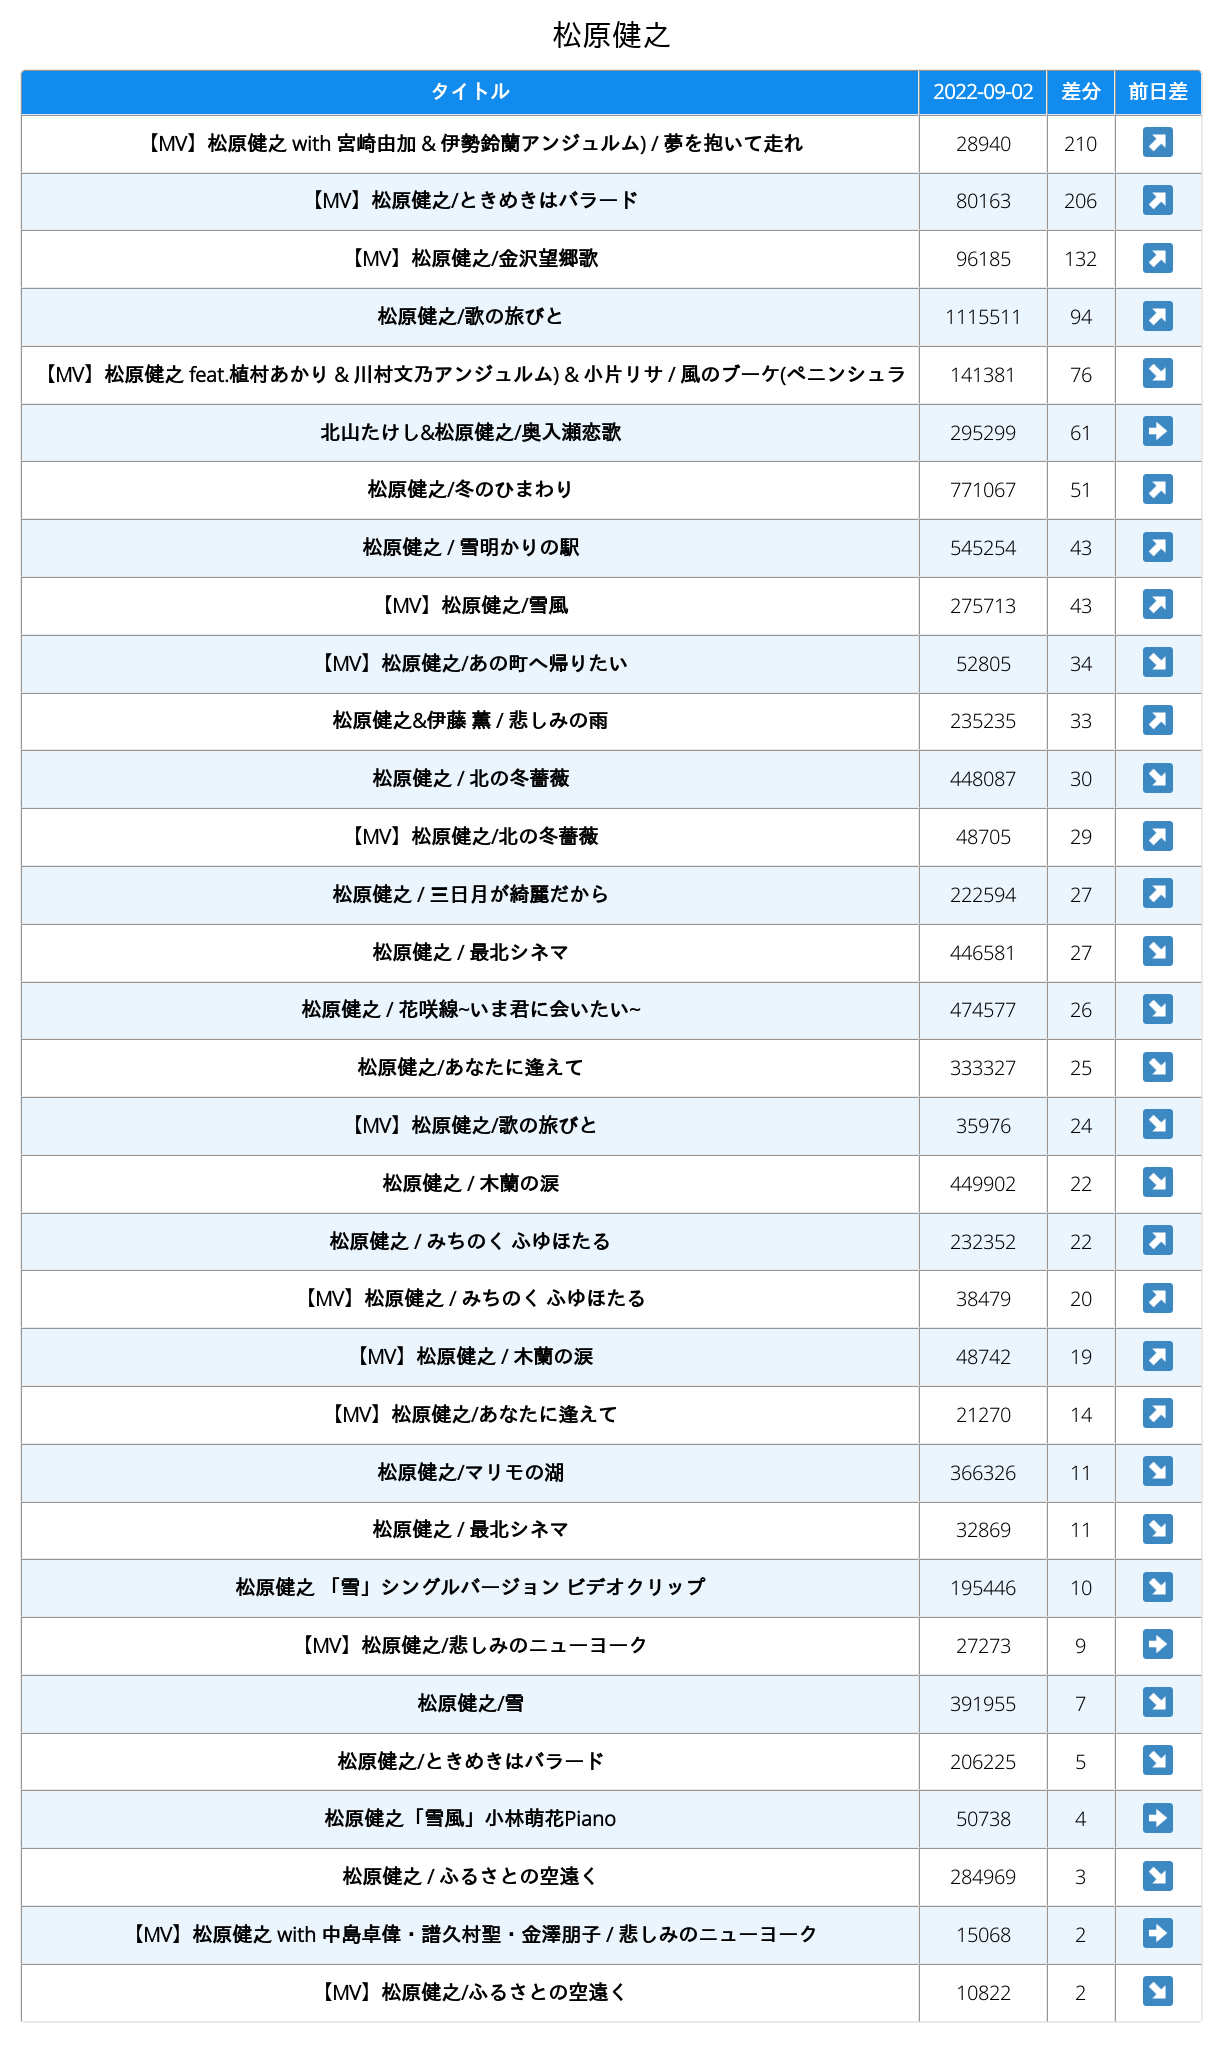 松原健之
タイトル 2022-09-02 差分 前日差
【MV】松原健之 with 宮崎由加 & 伊勢鈴蘭アンジュルム) / 夢を抱いて走れ 28940 210
【MV】松原健之/ときめきはバラード 80163 206
【MV】松原健之/金沢望郷歌 96185 132
松原健之/歌の旅びと 1115511 94
【MV】松原健之 feat.植村あかり & 川村文乃アンジュルム) & 小片リサ / 風のブーケ(ペニンシュラ 141381 76
北山たけし&松原健之/奥入瀬恋歌 295299 61
松原健之/冬のひまわり 771067 51
松原健之 / 雪明かりの駅 545254 43
【MV】松原健之/雪風 275713 43
【MV】松原健之/あの町へ帰りたい 52805 34
松原健之&伊藤 薫 / 悲しみの雨 235235 33
松原健之 / 北の冬薔薇 448087 30
【MV】松原健之/北の冬薔薇 48705 29
松原健之 / 三日月が綺麗だから 222594 27
松原健之 / 最北シネマ 446581 27
松原健之 / 花咲線~いま君に会いたい~ 474577 26
松原健之/あなたに逢えて 333327 25
【MV】松原健之/歌の旅びと 35976 24
松原健之 / 木蘭の涙 449902 22
松原健之 / みちのく ふゆほたる 232352 22
【MV】松原健之 / みちのく ふゆほたる 38479 20
【MV】松原健之 / 木蘭の涙 48742 19
【MV】松原健之/あなたに逢えて 21270 14
松原健之/マリモの湖 366326 11
松原健之 / 最北シネマ 32869 11
松原健之 「雪」シングルバージョン ビデオクリップ 195446 10
【MV】松原健之/悲しみのニューヨーク 27273 9
松原健之/雪 391955 7
松原健之/ときめきはバラード 206225 5
松原健之「雪風」小林萌花Piano 50738 4
松原健之 / ふるさとの空遠く 284969 3
【MV】松原健之 with 中島卓偉・譜久村聖・金澤朋子 / 悲しみのニューヨーク 15068 2
【MV】松原健之/ふるさとの空遠く 10822 2